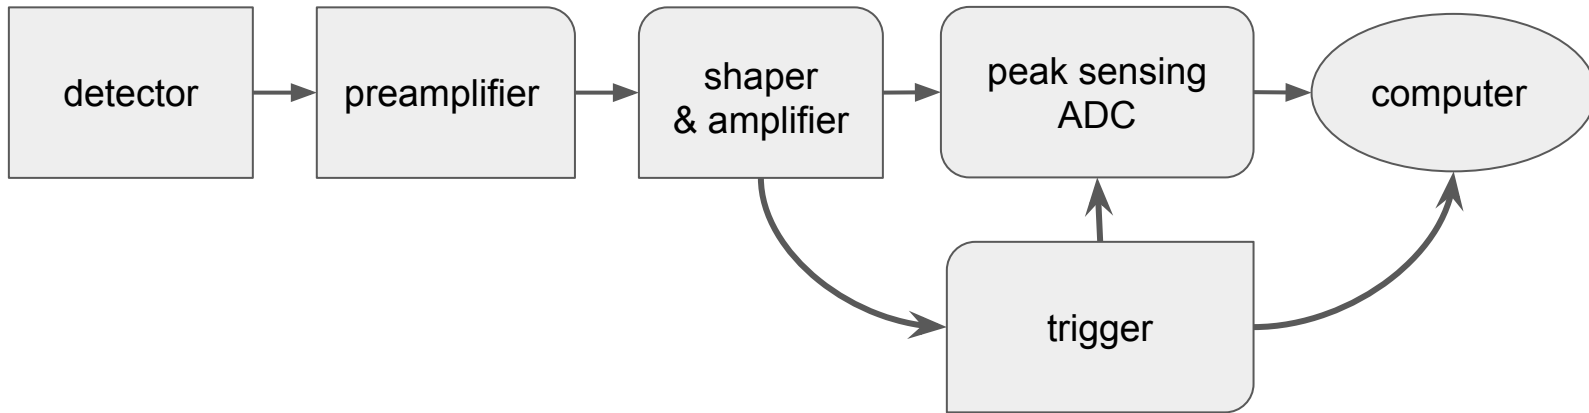 detector
preamplifier
shaper
& amplifier
peak sensing
ADC
computer
trigger